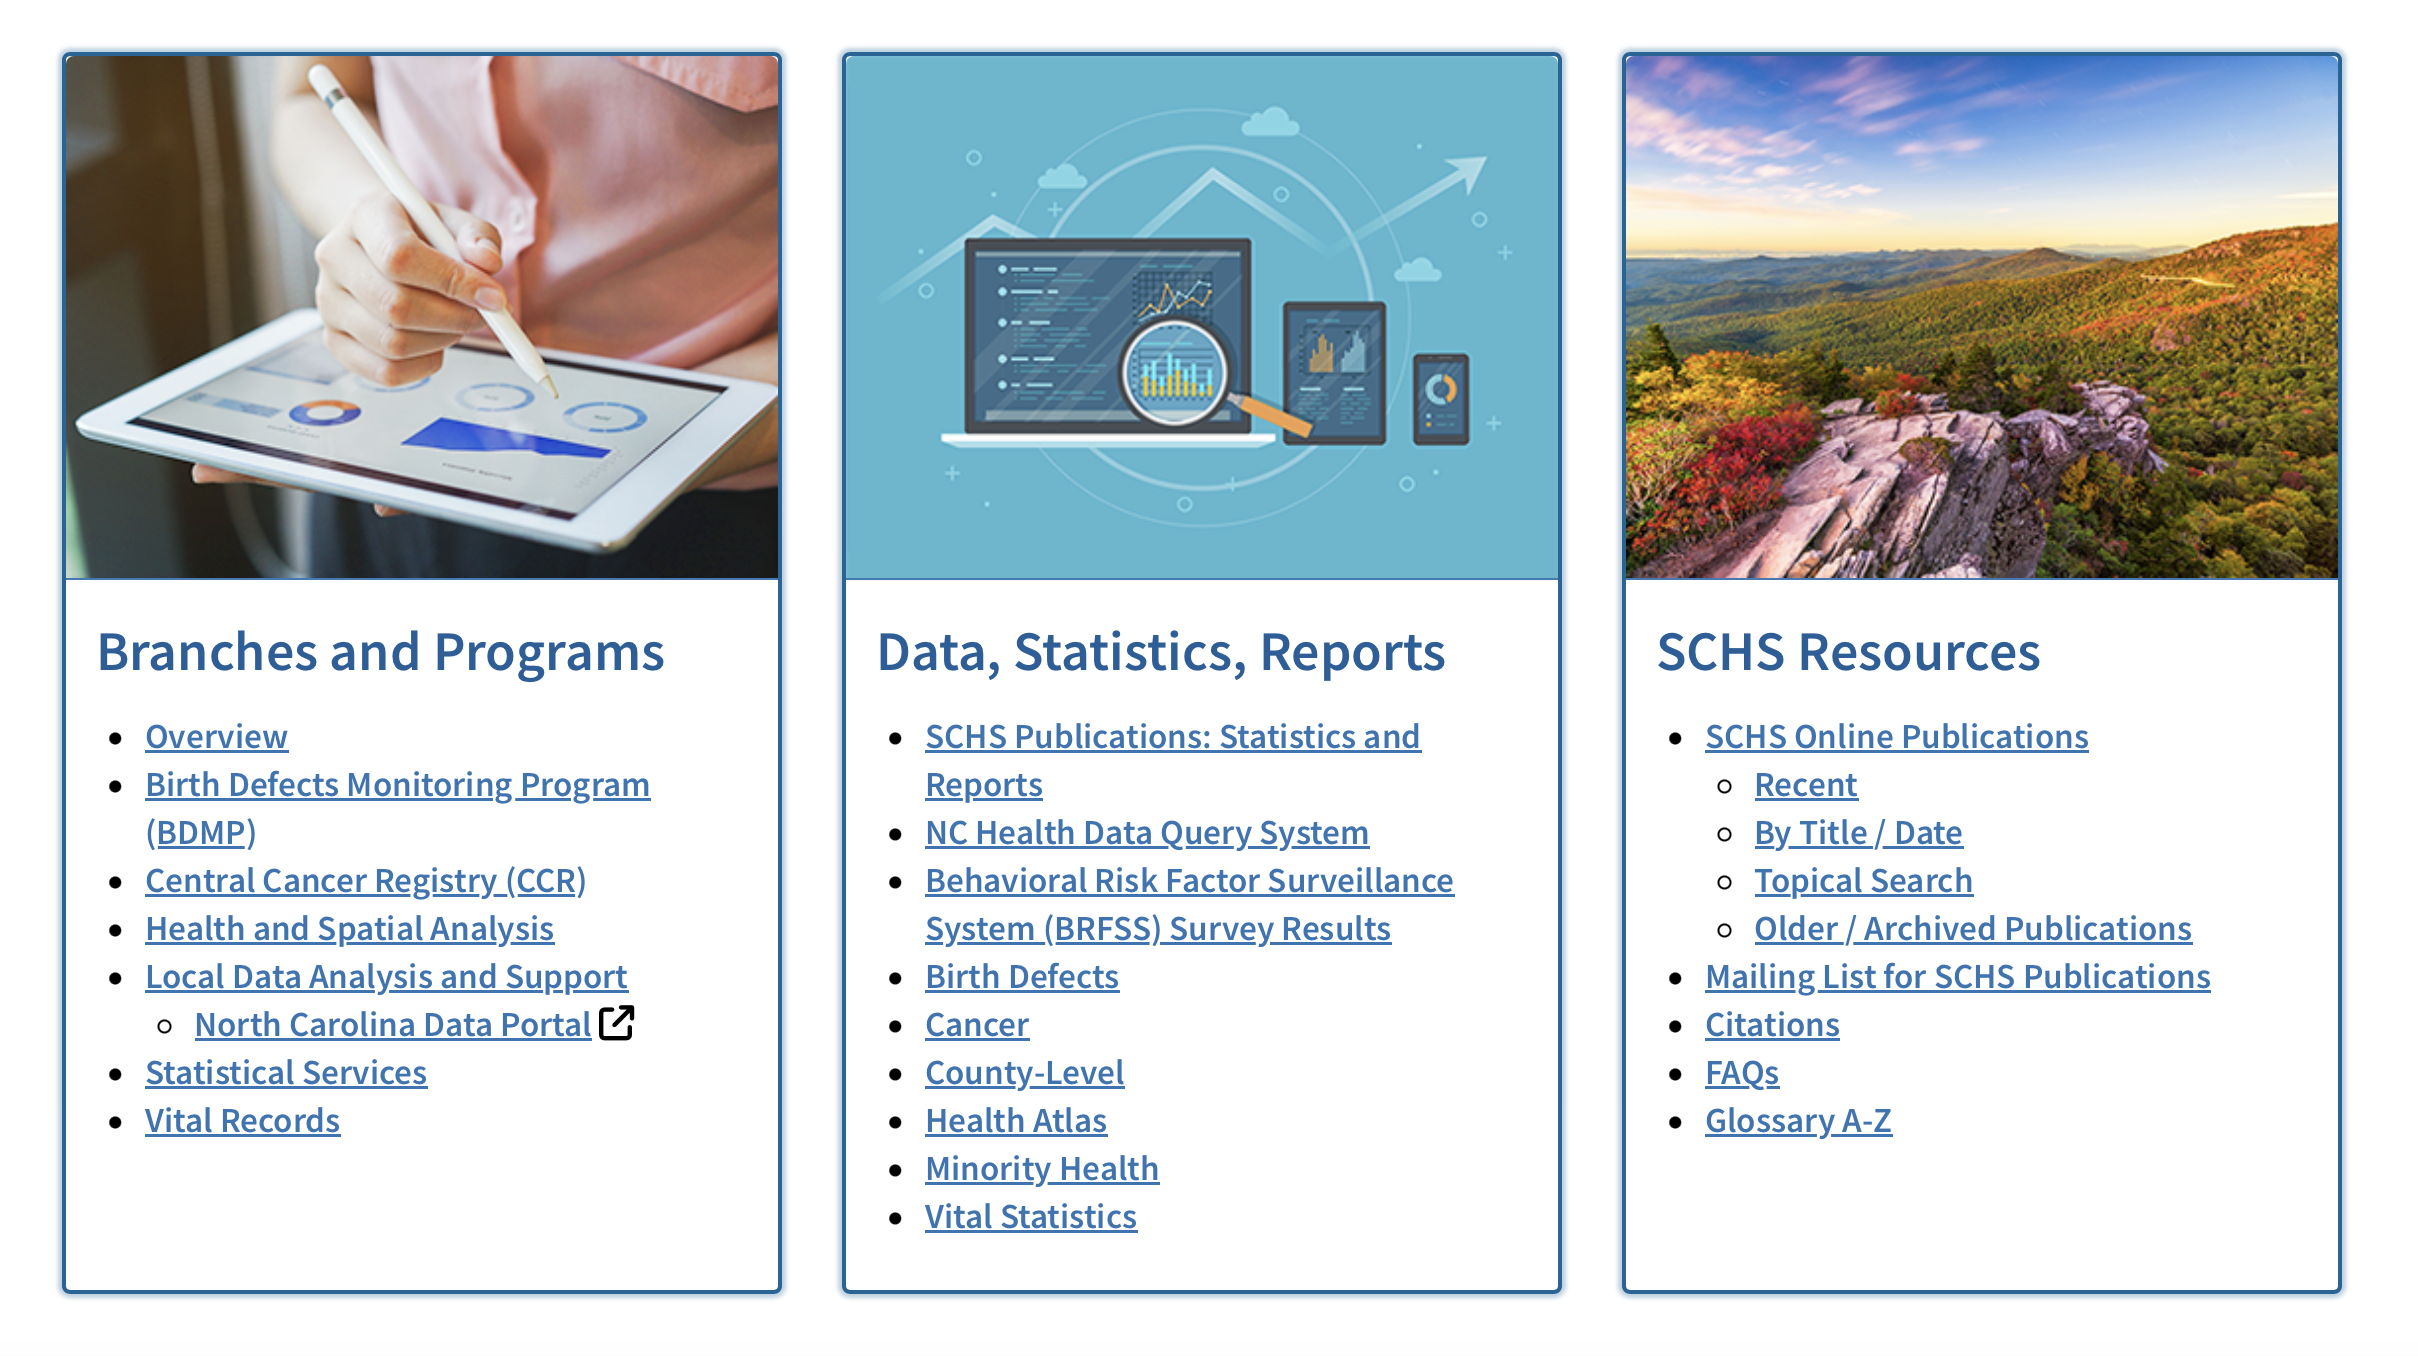 Branches and Programs
Overview
Birth Defects Monitoring Program
(BDMP)
Central Cancer Registry (CCR)
Health and Spatial Analysis
Local Data Analysis and Support
North Carolina Data Portal
Statistical Services
Vital Records
Data, Statistics, Reports
SCHS Publications: Statistics and
Reports
NC Health Data Query System
Behavioral Risk Factor Surveillance
System (BRFSS) Survey Results
Birth Defects
Cancer
County-Level
Health Atlas
Minority Health
Vital Statistics
SCHS Resources
SCHS Online Publications
Recent
By Title / Date
Topical Search
Older / Archived Publications
Mailing List for SCHS Publications
Citations
FAQs
Glossary A-Z